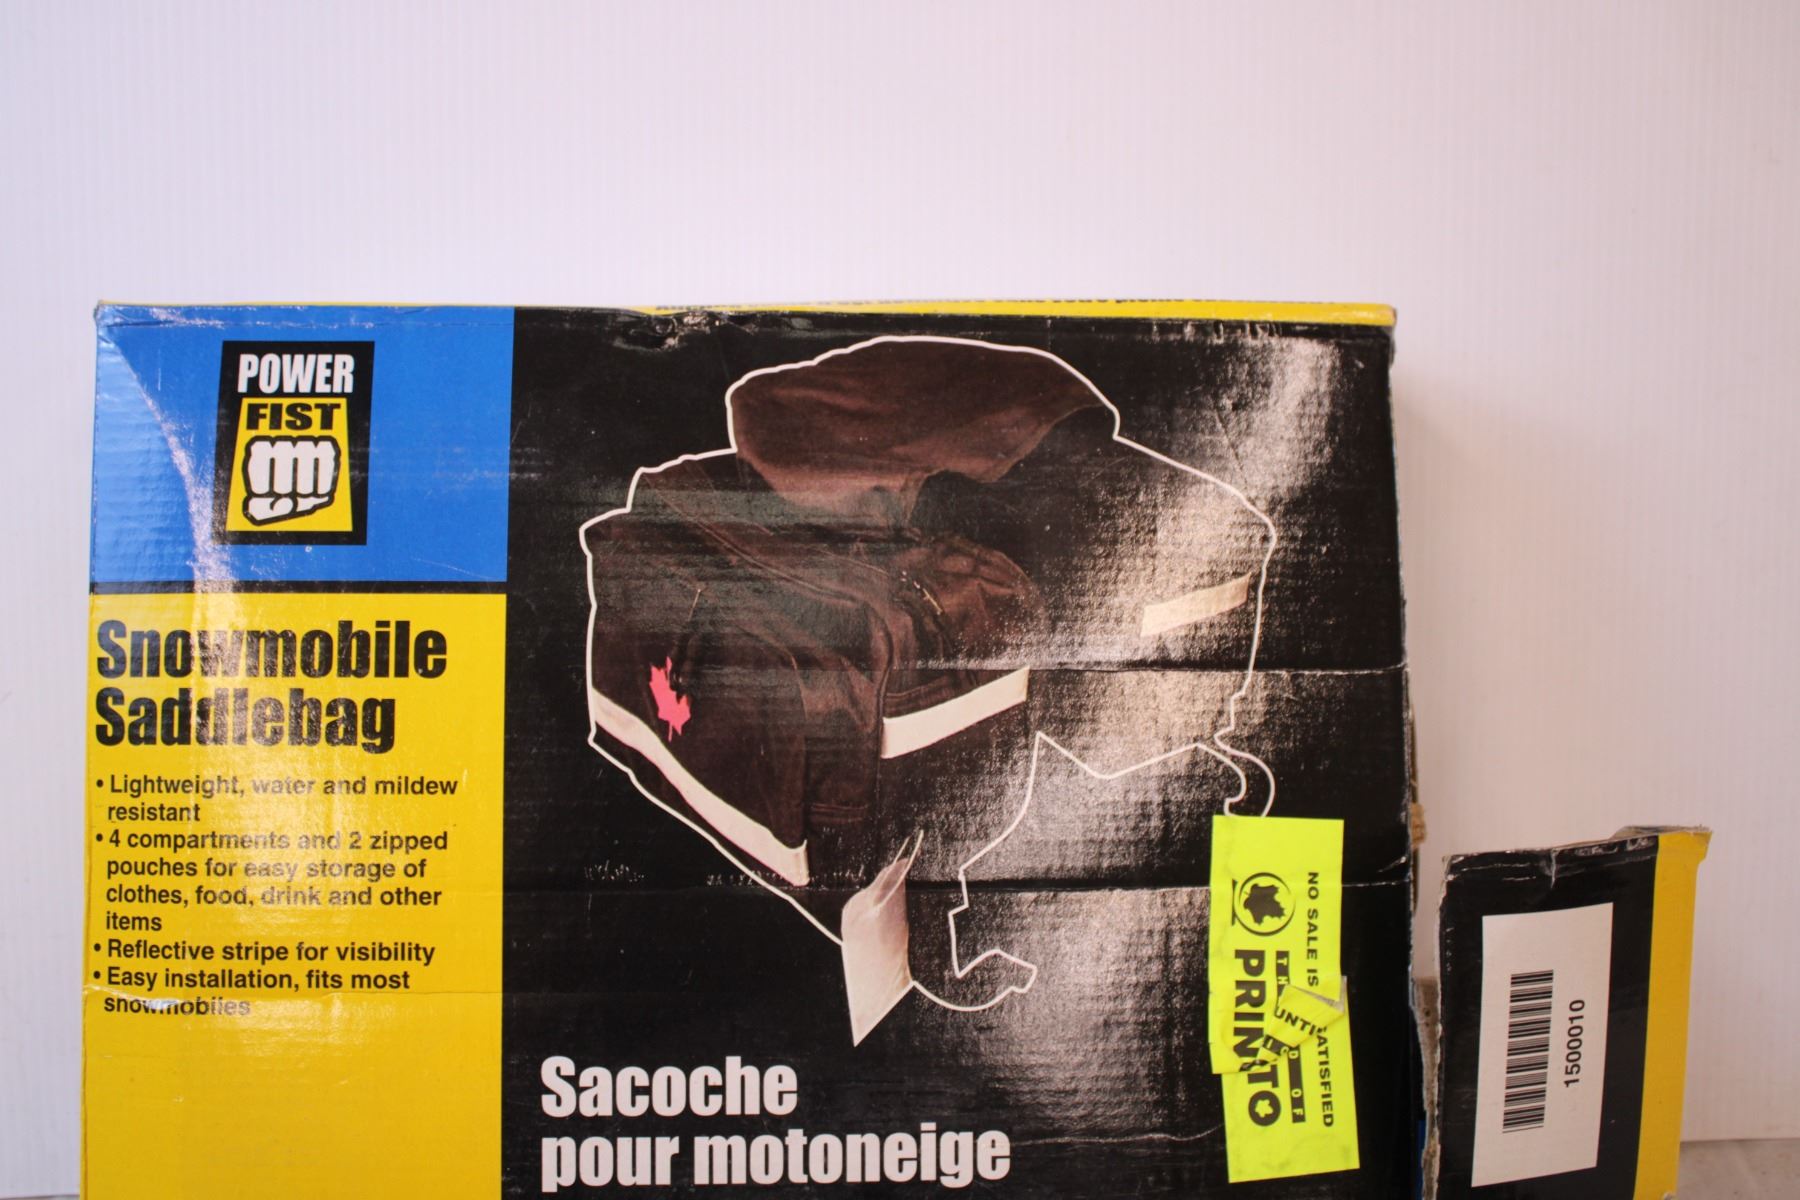 POWER
FIST
Snowmobile
Saddlebag
• Lightweight, water and mildew
resistant
• 4 compartments and 2 zipped
pouches for easy storage of
clothes, food, drink and other
items
• Reflective stripe for visibility
• Easy installation, fits most
snowmobiles
Sacoche
pour motoneige
NO SALE IS
UNTI
SATISFIED
OF
1500010